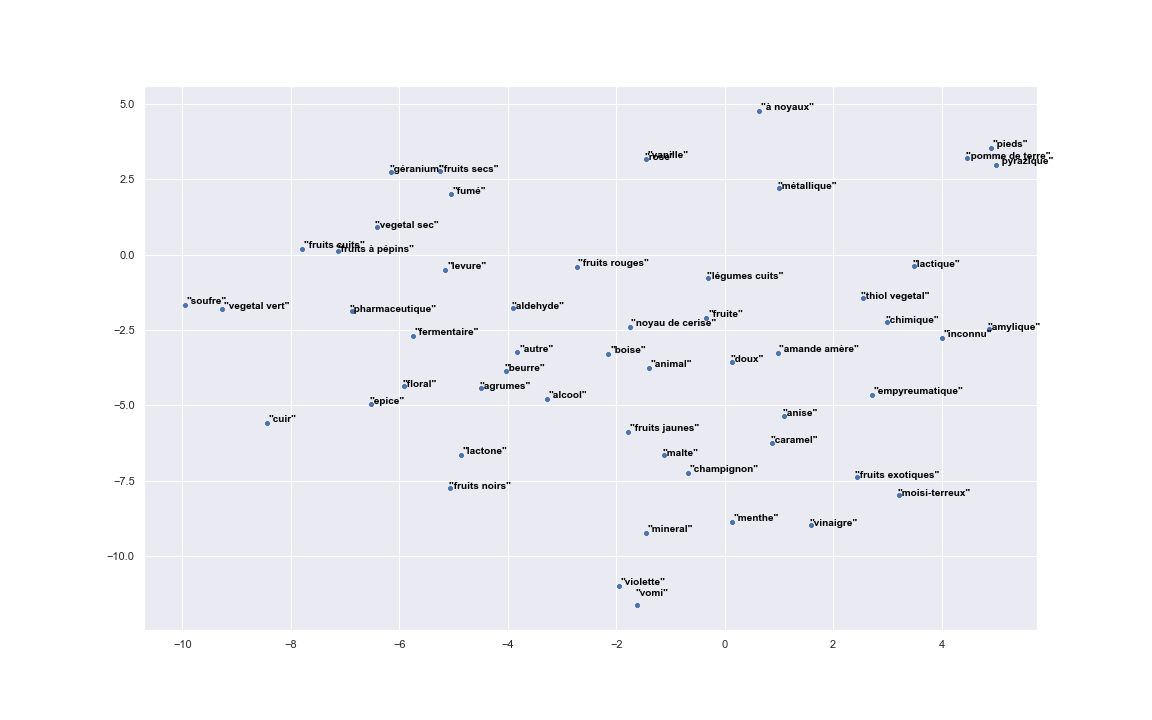 5.0
"à noyaux"
"pieds"
"vanille"
"rose"
"pomme de terre"
"pyrazique"
"géranium"
"fruits secs"
2.5
"métallique"
"fumé"
"vegetal sec"
"fruits cuits"
"fruits à pépins"
0.0
"levure"
"fruits rouges"
"lactique"
"légumes cuits"
"soufre"
"vegetal vert"
"pharmaceutique"
"aldehyde"
"thiol vegetal"
"noyau de cerise"
"fruite"
"chimique"
"amylique"
−2.5
"fermentaire"
"inconnu"
"autre"
"boise"
"amande amère"
"beurre"
"animal"
"doux"
"floral"
"agrumes"
"alcool"
"empyreumatique"
−5.0
"epice"
"cuir"
"anise"
"fruits jaunes"
"caramel"
"lactone"
"malte"
"champignon"
−7.5
"fruits noirs"
"fruits exotiques"
"moisi-terreux"
"mineral"
"menthe"
"vinaigre"
−10.0
"violette"
"vomi"
−10 −8 −6 −4 −2 0 2 4